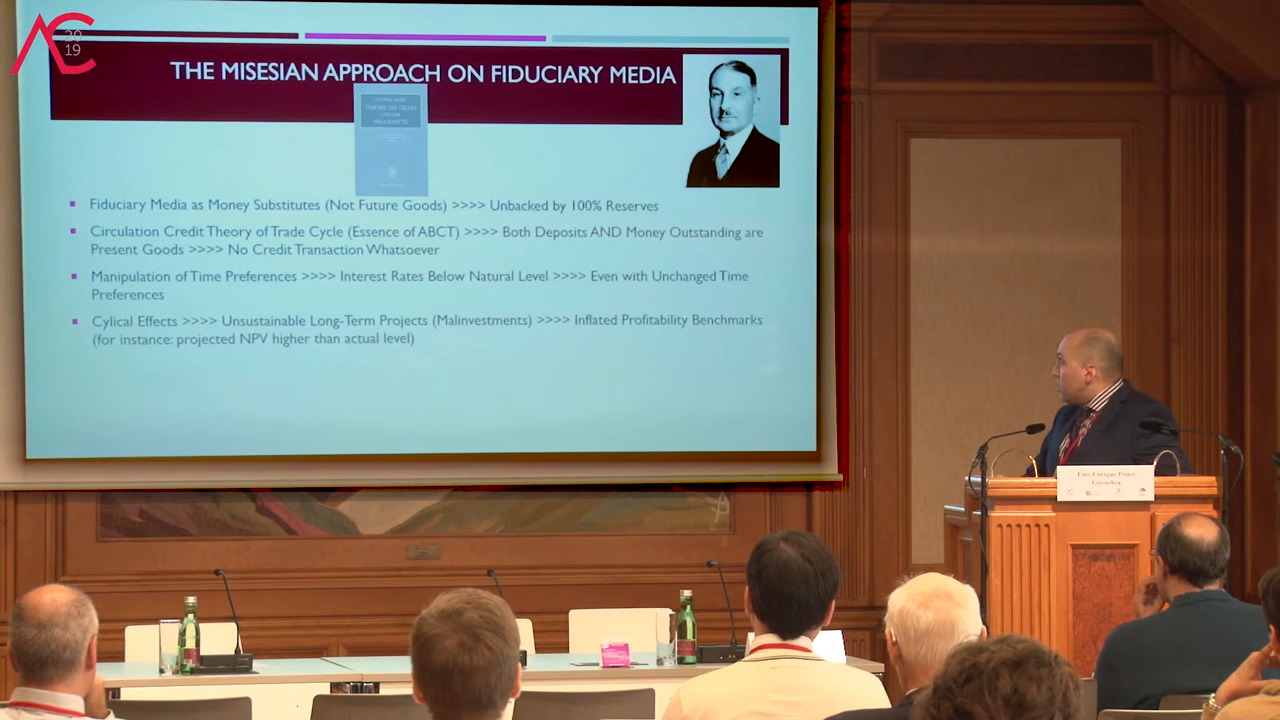 AC
20
19
THE MISESIAN APPROACH ON FIDUCIARY MEDIA
Fiduciary Media as Money Substitutes (Not Future Goods) >>>> Unbacked by 100% Reserves
Circulation Credit Theory of Trade Cycle (Essence of ABCT) >>>> Both Deposits AND Money Outstanding are
Present Goods >>>> No Credit Transaction Whatsoever
Manipulation of Time Preferences >>>> Interest Rates Below Natural Level >>>> Even with Unchanged Time
Preferences
Cylical Effects >>>> Unsustainable Long-Term Projects (Malinvestments) >>>> Inflated Profitability Benchmarks
(for instance: projected NPV higher than actual level)